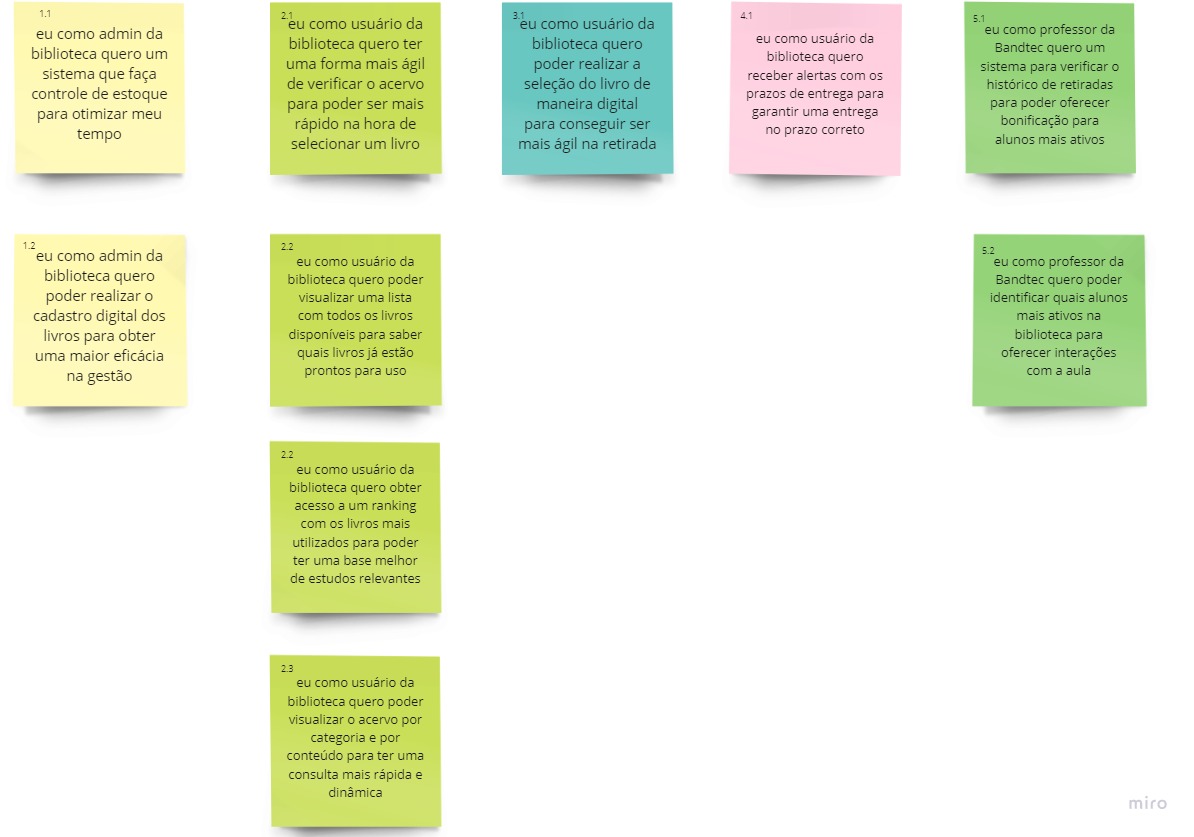 1.1
eu como admin da
biblioteca quero um
sistema que faça
controle de estoque
para otimizar meu
tempo
2.1
eu como usuário da
biblioteca quero ter
uma forma mais ágil
de verificar o acervo
para poder ser mais
rápido na hora de
selecionar um livro
3.1
eu como usuário da
biblioteca quero
poder realizar a
seleção do livro de
maneira digital
para conseguir ser
mais ágil na retirada
4.1
eu como usuário da
biblioteca quero
receber alertas com os
prazos de entrega para
garantir uma entrega
no prazo correto
5.1
eu como professor da
Bandtec quero um
sistema para verificar o
histórico de retiradas
para poder oferecer
bonificação para
alunos mais ativos
1.2
eu como admin da
biblioteca quero
poder realizar o
cadastro digital dos
livros para obter
uma maior eficácia
na gestão
2.2
eu como usuário da
biblioteca quero poder
visualizar uma lista
com todos os livros
disponíveis para saber
quais livros já estão
prontos para uso
5.2
eu como professor da
Bandtec quero poder
identificar quais alunos
mais ativos na
biblioteca para
oferecer interações
com a aula
2.2
eu como usuário da
biblioteca quero obter
acesso a um ranking
com os livros mais
utilizados para poder
ter uma base melhor
de estudos relevantes
2.3
eu como usuário da
biblioteca quero poder
visualizar o acervo por
categoria e por
conteúdo para ter uma
consulta mais rápida e
dinâmica
miro